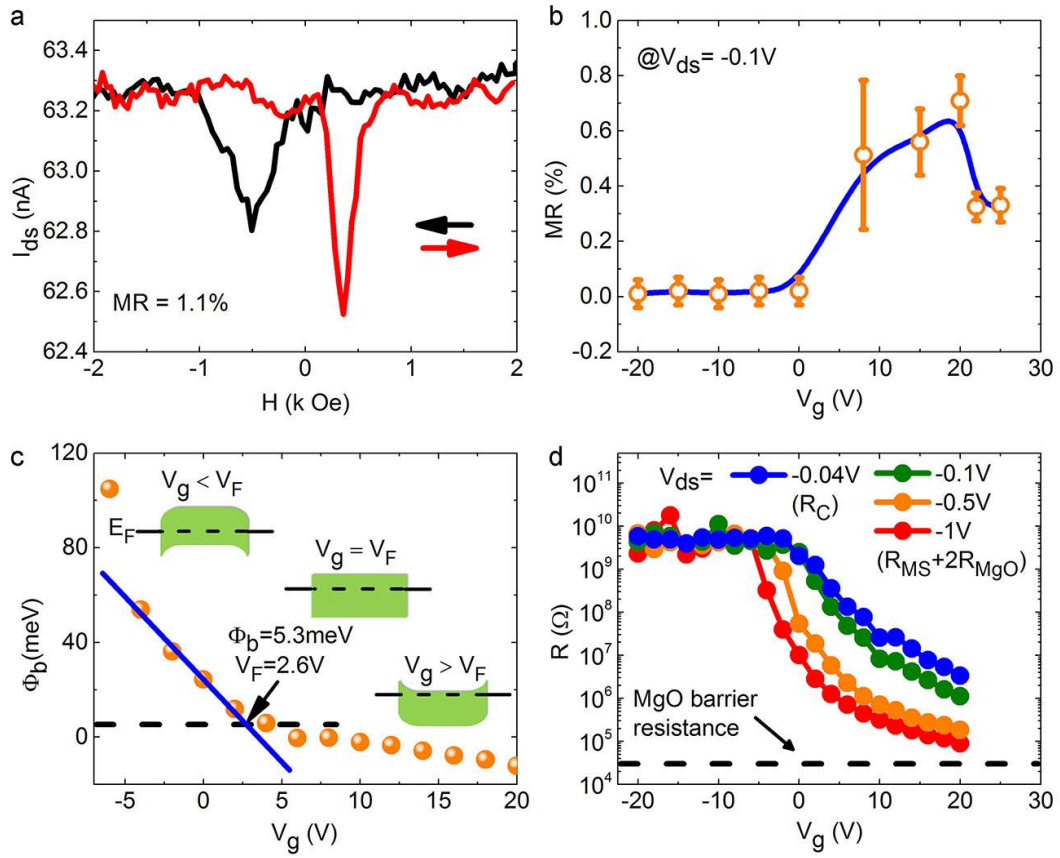 a
63.4
63.2
63.0
62.8
62.6
62.4
I_ds (nA)
MR = 1.1%
-2
-1
0
1
2
H (k Oe)
b
@V_ds= -0.1V
1.0
0.8
0.6
0.4
0.2
0.0
-0.2
MR (%)
-20
-10
0
10
20
30
V_g (V)
c
120
80
40
0
Φ_b(meV)
V_g < V_F
E_F
V_g = V_F
Φ_b=5.3meV
V_F=2.6V
V_g > V_F
-5
0
5
10
15
20
V_g (V)
d
10^11
10^10
10^9
10^8
10^7
10^6
10^5
10^4
R (Ω)
V_ds= -0.04V -0.1V
(R_C) -0.5V
-1V
(R_MS+2R_MgO)
MgO barrier
resistance
-20
-10
0
10
20
30
V_g (V)